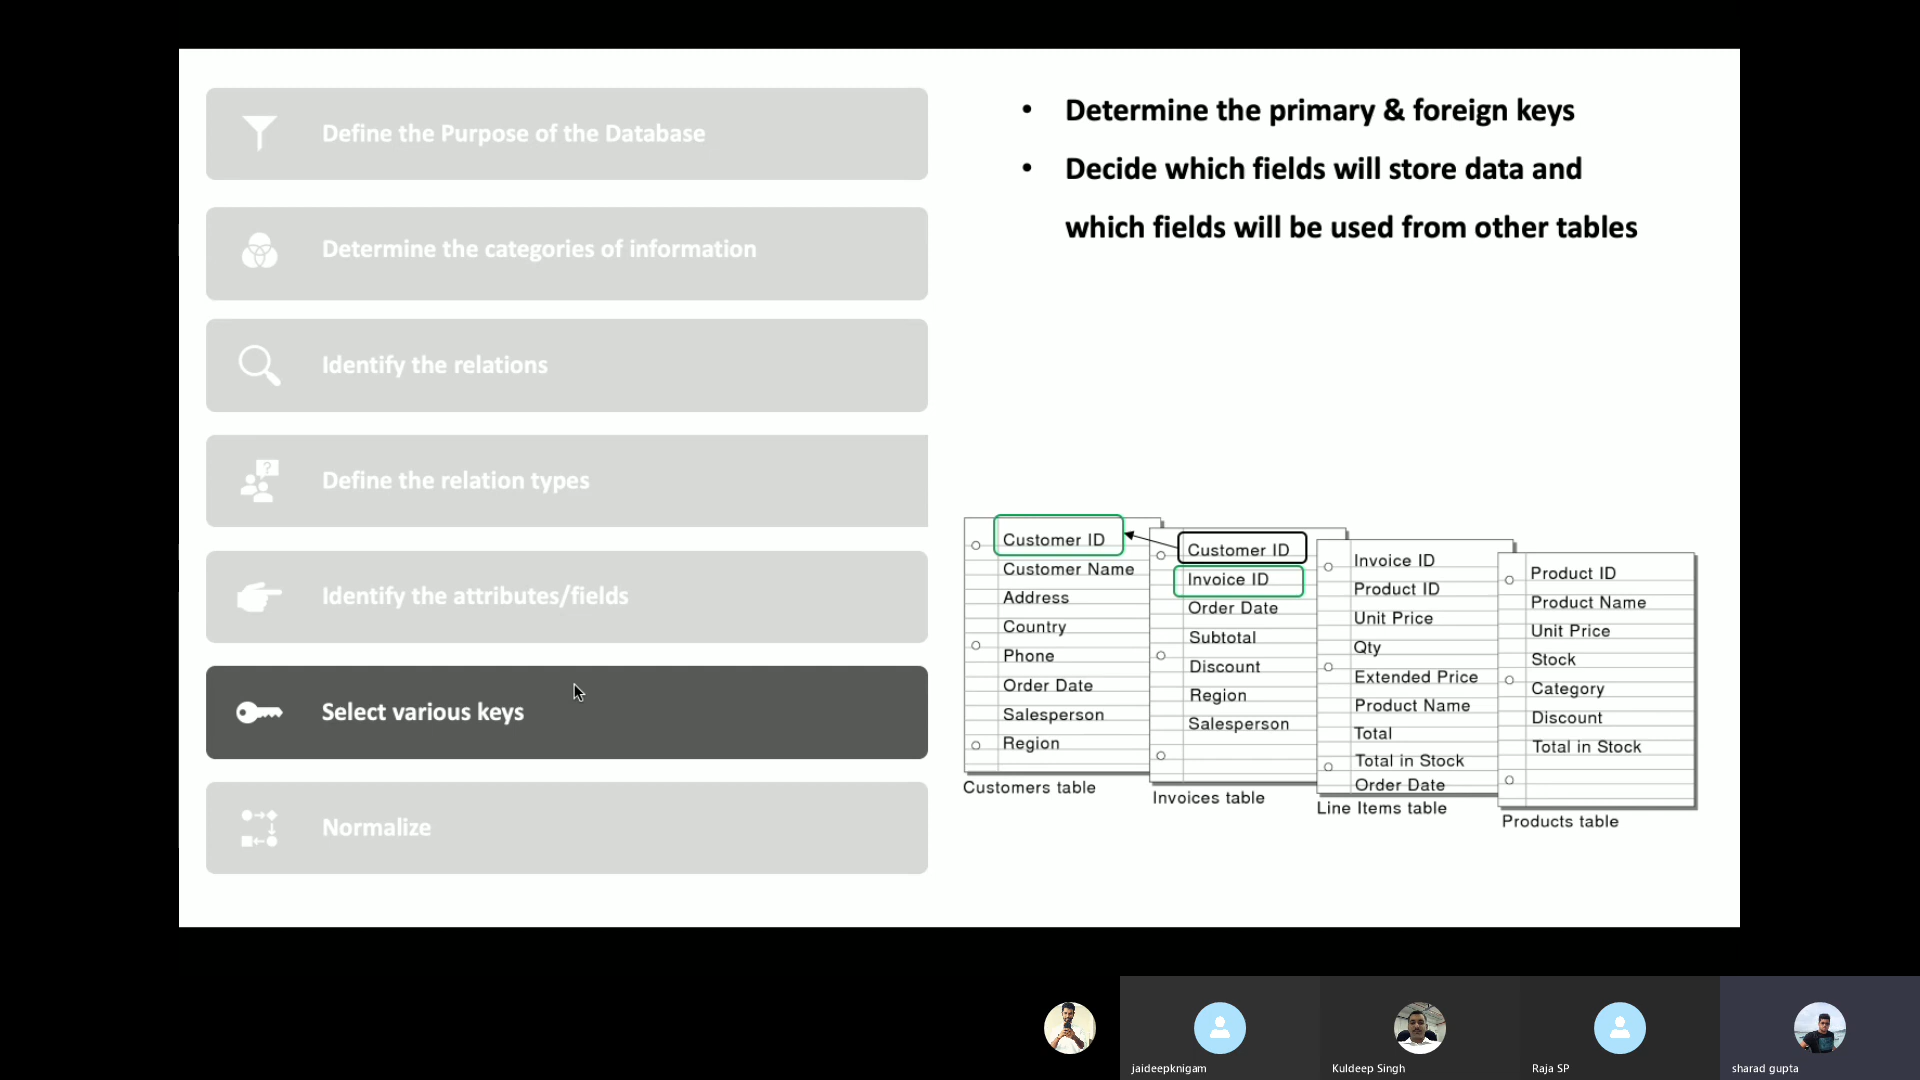 Define the Purpose of the Database
Determine the categories of information
Identify the relations
Define the relation types
Identify the attributes/fields
Select various keys
Normalize
• Determine the primary & foreign keys
• Decide which fields will store data and
which fields will be used from other tables
Customer ID
Customer Name
Address
Country
Phone
Order Date
Salesperson
Region
Customers table
Customer ID
Invoice ID
Order Date
Subtotal
Discount
Region
Salesperson
Invoices table
Invoice ID
Product ID
Unit Price
Qty
Extended Price
Product Name
Total
Total in Stock
Order Date
Line Items table
Product ID
Product Name
Unit Price
Stock
Category
Discount
Total in Stock
Products table
?
jaideepknigam
Kuldeep Singh
Raja SP
sharad gupta